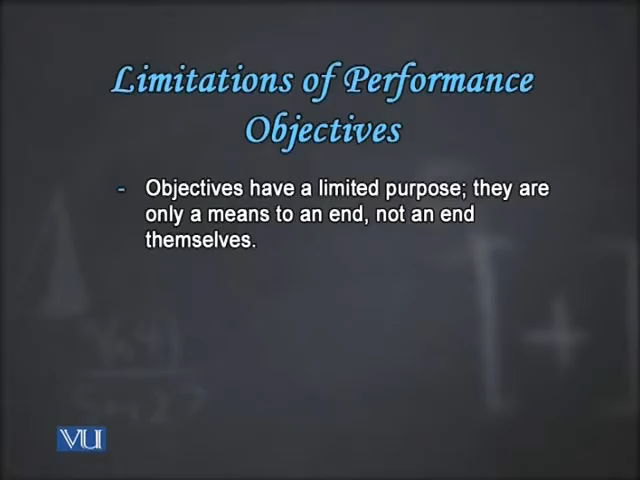 Limitations of Performance
Objectives
- Objectives have a limited purpose; they are
only a means to an end, not an end
themselves.
VU